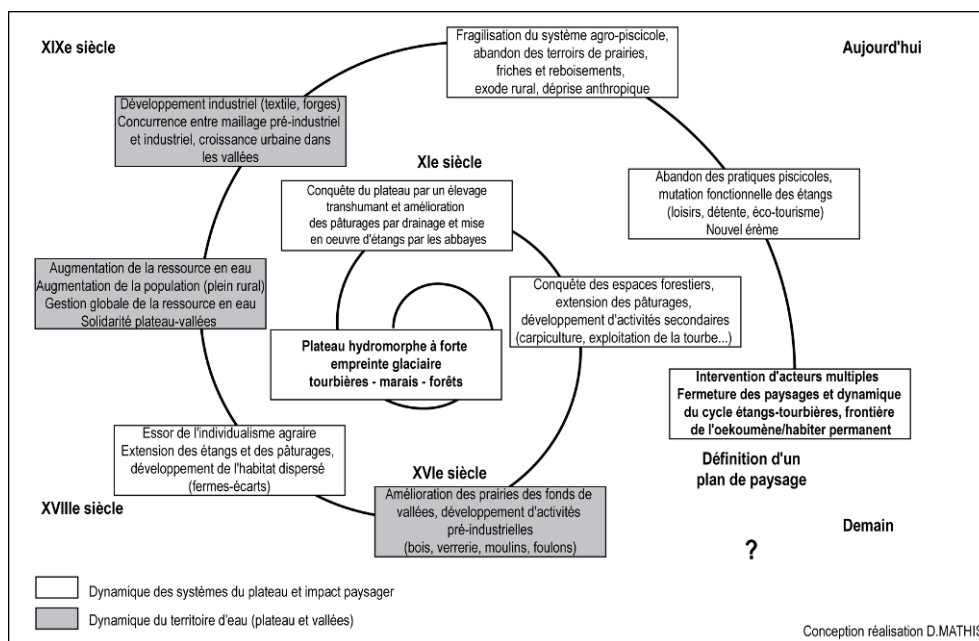 XIXe siècle
Fragilisation du système agro-piscicole,
abandon des terroirs de prairies,
friches et reboisements,
exode rural, déprise anthropique
Aujourd'hui
Développement industriel (textile, forges)
Concurrence entre maillage pré-industriel
et industriel, croissance urbaine dans
les vallées
XIe siècle
Conquête du plateau par un élevage
transhumant et amélioration
des pâturages par drainage et mise
en oeuvre d'étangs par les abbayes
Abandon des pratiques piscicoles,
mutation fonctionnelle des étangs
(loisirs, détente, éco-tourisme)
Nouvel érème
Augmentation de la ressource en eau
Augmentation de la population (plein rural)
Gestion globale de la ressource en eau
Solidarité plateau-vallées
Conquête des espaces forestiers,
extension des pâturages,
développement d'activités secondaires
(carpiculture, exploitation de la tourbe...)
Plateau hydromorphe à forte
empreinte glaciaire
tourbières - marais - forêts
Intervention d'acteurs multiples
Fermeture des paysages et dynamique
du cycle étangs-tourbières, frontière
de l'oekoumène/habiter permanent
Essor de l'individualisme agraire
Extension des étangs et des pâturages,
développement de l'habitat dispersé
(fermes-écarts)
XVIe siècle
Définition d'un
plan de paysage
Amélioration des prairies des fonds de
vallées, développement d'activités
pré-industrielles
(bois, verrerie, moulins, foulons)
XVIIIe siècle
Demain
?
Dynamique des systèmes du plateau et impact paysager
Dynamique du territoire d'eau (plateau et vallées)
Conception réalisation D.MATHIS